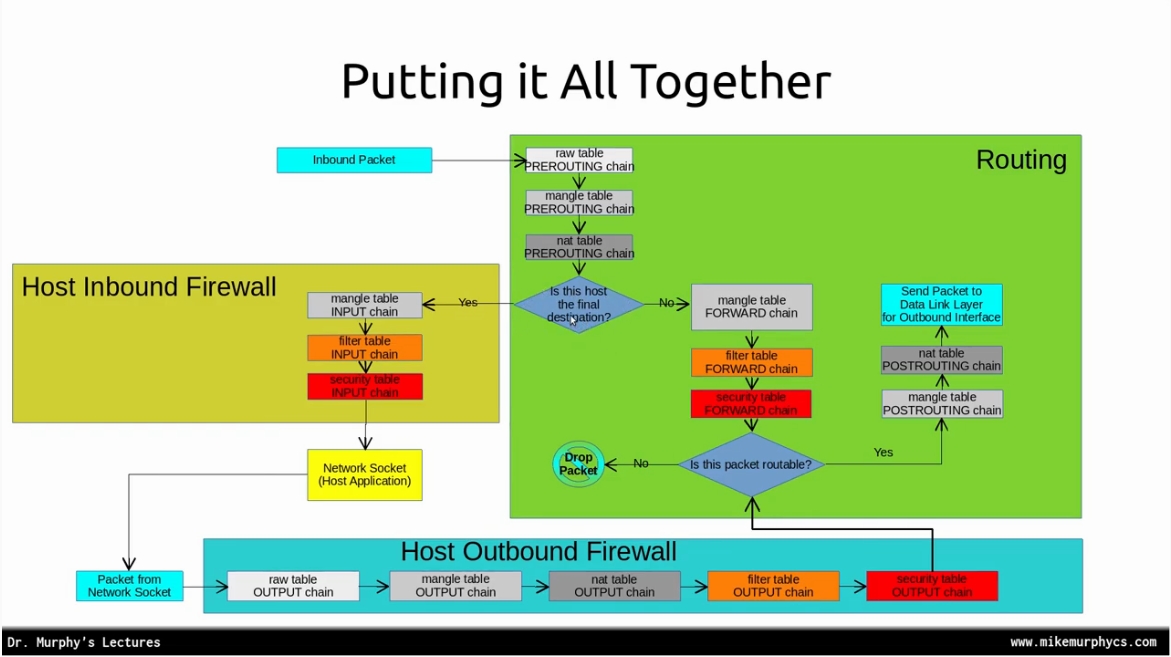 Putting it All Together
Inbound Packet
raw table
PREROUTING chain
Routing
mangle table
PREROUTING chain
nat table
PREROUTING chain
Host Inbound Firewall
Is this host
the final
destination?
Yes
No
mangle table
INPUT chain
filter table
INPUT chain
security table
INPUT chain
mangle table
FORWARD chain
filter table
FORWARD chain
security table
FORWARD chain
Send Packet to
Data Link Layer
for Outbound Interface
nat table
POSTROUTING chain
mangle table
POSTROUTING chain
Network Socket
(Host Application)
Drop
Packet
No
Is this packet routable?
Yes
Host Outbound Firewall
Packet from
Network Socket
raw table
OUTPUT chain
mangle table
OUTPUT chain
nat table
OUTPUT chain
filter table
OUTPUT chain
security table
OUTPUT chain
Dr. Murphy's Lectures
www.mikemurphycs.com